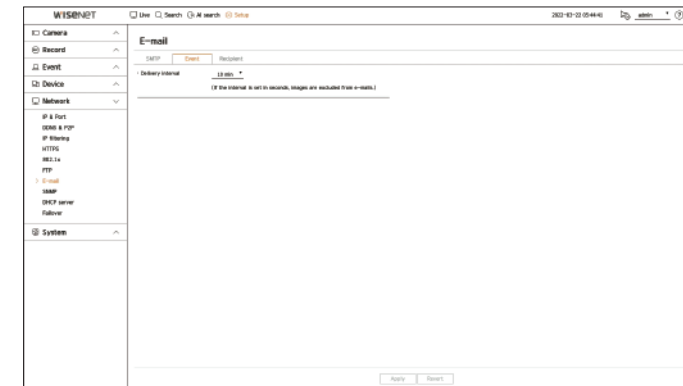 WISENET
Live Search AI search Setup
2022-03-22 05:44:41
admin
?
Camera
Record
Event
Device
Network
IP & Port
DDNS & P2P
IP filtering
HTTPS
802.1x
FTP
> E-mail
SNMP
DHCP server
Failover
System
E-mail
SMTP Event Recipient
Delivery interval 10 min
(If the interval is set in seconds, images are excluded from e-mails.)
Apply Revert